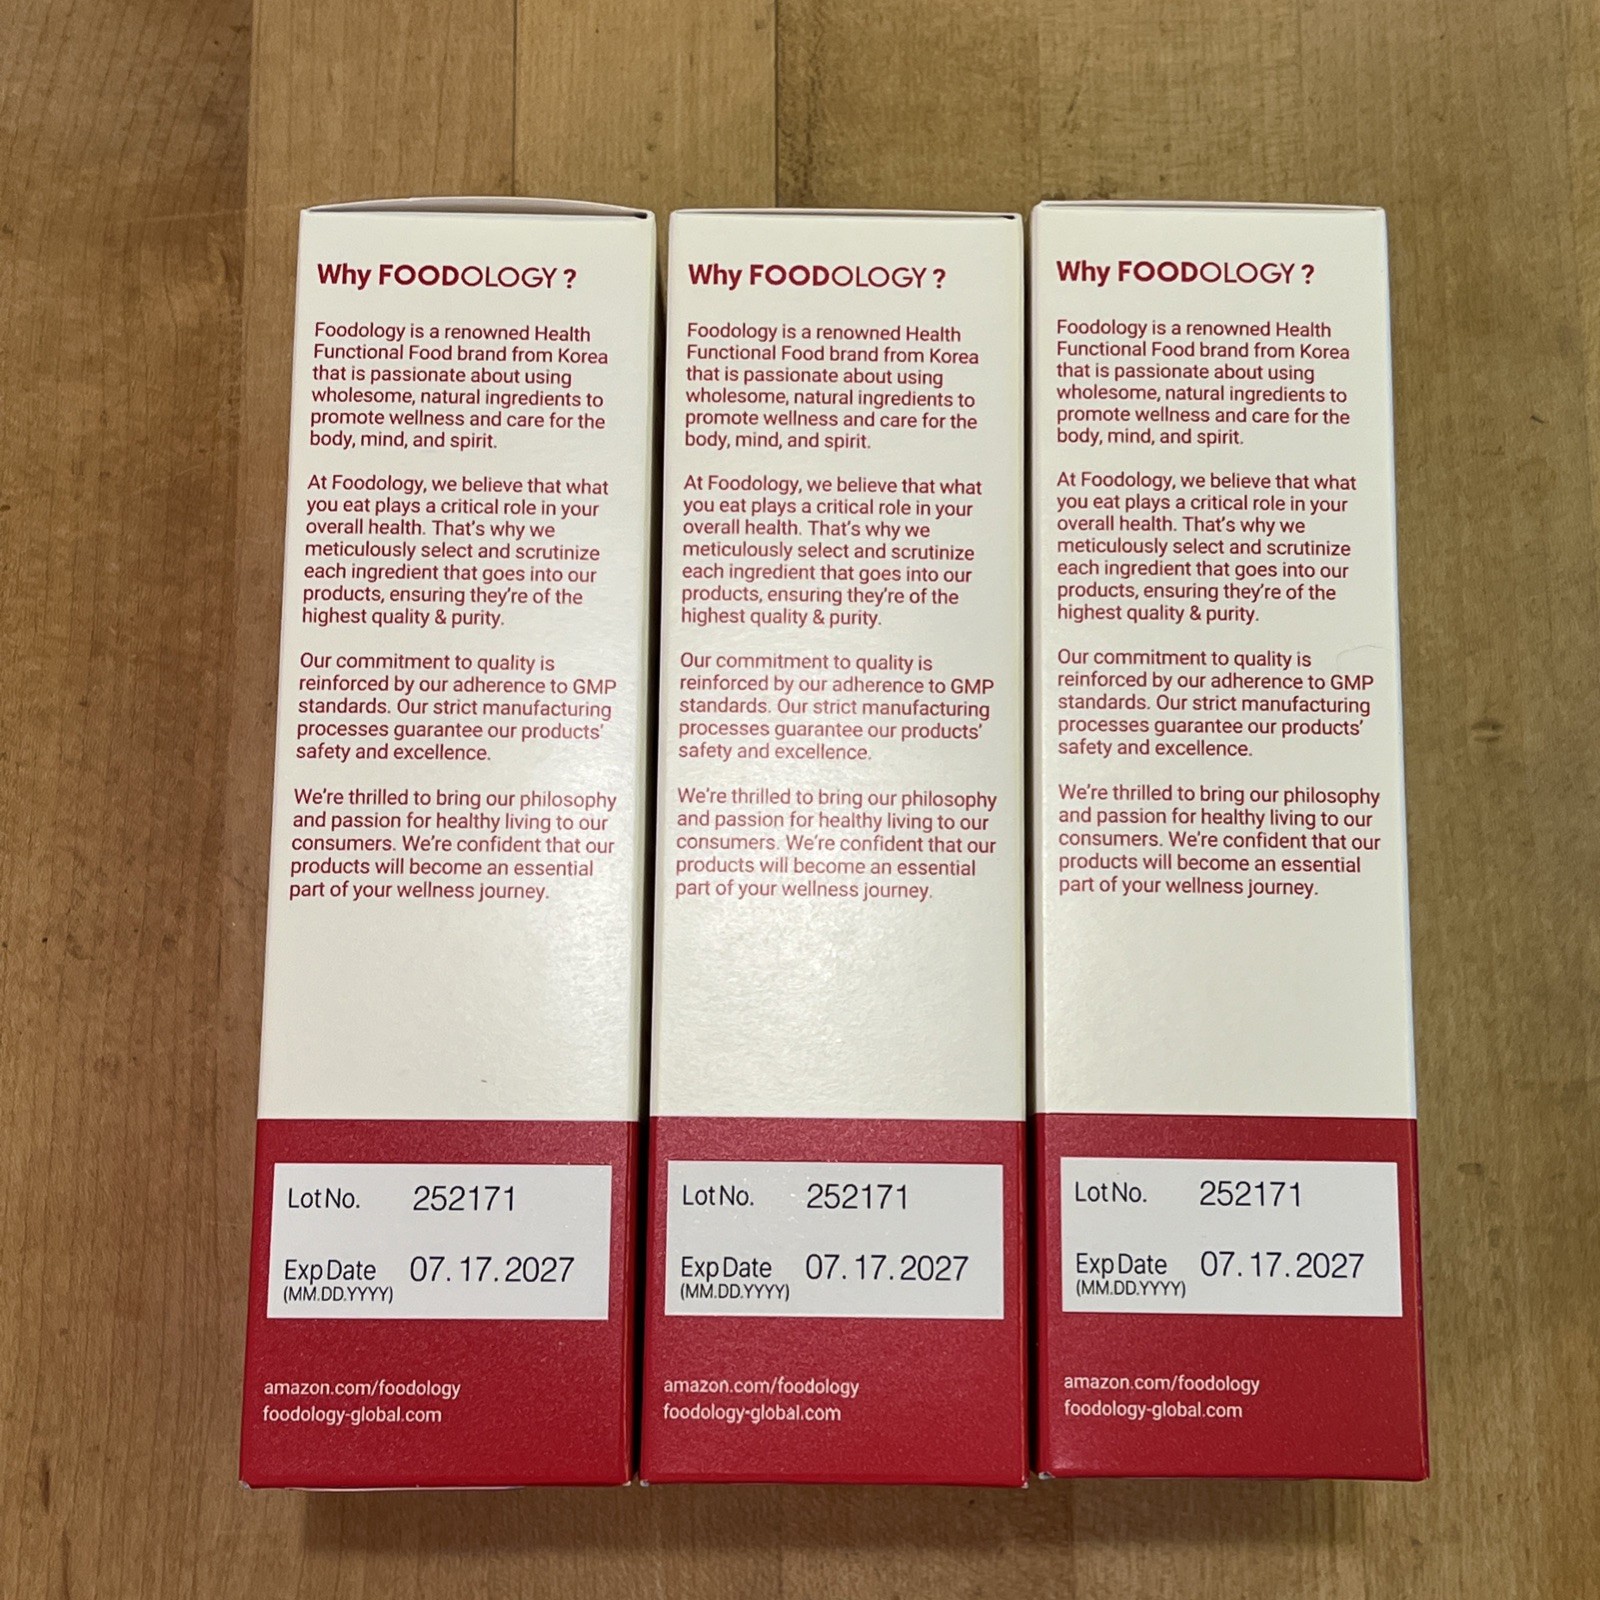 Why FOODOLOGY ?
Foodology is a renowned Health
Functional Food brand from Korea
that is passionate about using
wholesome, natural ingredients to
promote wellness and care for the
body, mind, and spirit.
At Foodology, we believe that what
you eat plays a critical role in your
overall health. That's why we
meticulously select and scrutinize
each ingredient that goes into our
products, ensuring they're of the
highest quality & purity.
Our commitment to quality is
reinforced by our adherence to GMP
standards. Our strict manufacturing
processes guarantee our products'
safety and excellence.
We're thrilled to bring our philosophy
and passion for healthy living to our
consumers. We're confident that our
products will become an essential
part of your wellness journey.
Lot No. 252171
Exp Date 07. 17. 2027
(MM.DD.YYYY)
amazon.com/foodology
foodology-global.com
Why FOODOLOGY ?
Foodology is a renowned Health
Functional Food brand from Korea
that is passionate about using
wholesome, natural ingredients to
promote wellness and care for the
body, mind, and spirit.
At Foodology, we believe that what
you eat plays a critical role in your
overall health. That's why we
meticulously select and scrutinize
each ingredient that goes into our
products, ensuring they're of the
highest quality & purity.
Our commitment to quality is
reinforced by our adherence to GMP
standards. Our strict manufacturing
processes guarantee our products'
safety and excellence.
We're thrilled to bring our philosophy
and passion for healthy living to our
consumers. We're confident that our
products will become an essential
part of your wellness journey.
Lot No. 252171
Exp Date 07. 17. 2027
(MM.DD.YYYY)
amazon.com/foodology
foodology-global.com
Why FOODOLOGY ?
Foodology is a renowned Health
Functional Food brand from Korea
that is passionate about using
wholesome, natural ingredients to
promote wellness and care for the
body, mind, and spirit.
At Foodology, we believe that what
you eat plays a critical role in your
overall health. That's why we
meticulously select and scrutinize
each ingredient that goes into our
products, ensuring they're of the
highest quality & purity.
Our commitment to quality is
reinforced by our adherence to GMP
standards. Our strict manufacturing
processes guarantee our products'
safety and excellence.
We're thrilled to bring our philosophy
and passion for healthy living to our
consumers. We're confident that our
products will become an essential
part of your wellness journey.
Lot No. 252171
Exp Date 07. 17. 2027
(MM.DD.YYYY)
amazon.com/foodology
foodology-global.com